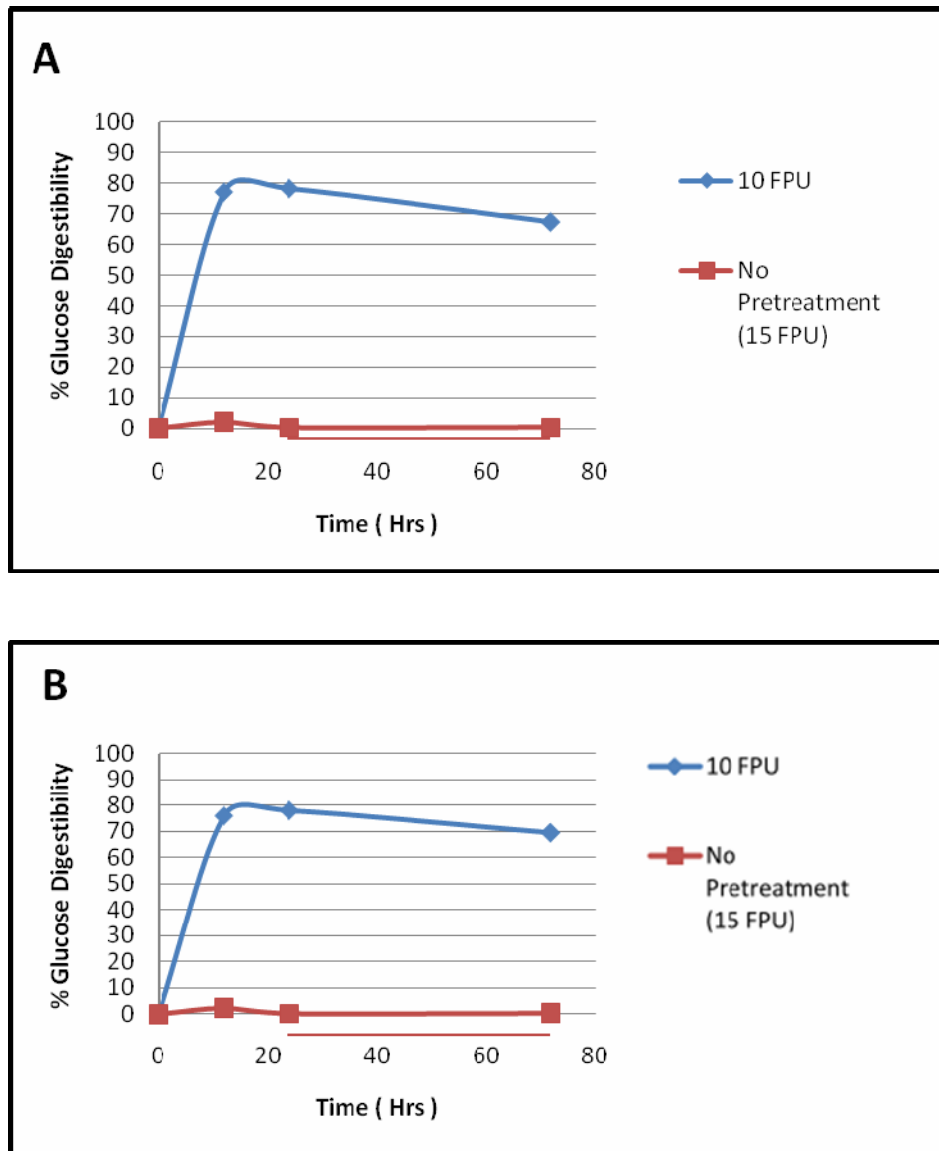 A
100
90
80
70
60
50
40
30
20
10
0
% Glucose Digestibility
0 20 40 60 80
Time ( Hrs )
10 FPU
No
Pretreatment
(15 FPU)
B
100
90
80
70
60
50
40
30
20
10
0
% Glucose Digestibility
0 20 40 60 80
Time ( Hrs )
10 FPU
No
Pretreatment
(15 FPU)